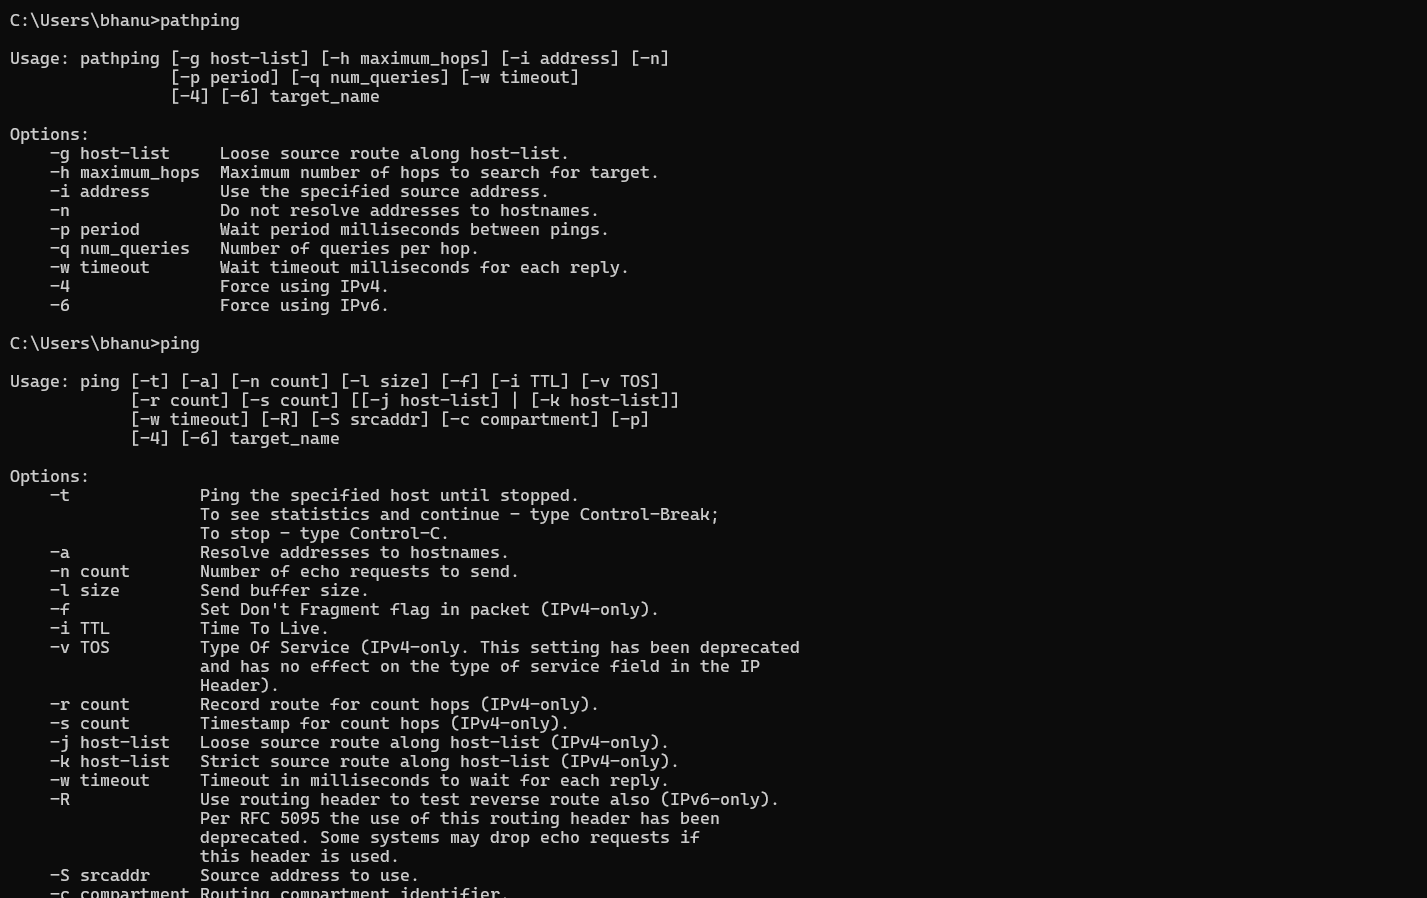 C:\Users\bhanu>pathping
Usage: pathping [-g host-list] [-h maximum_hops] [-i address] [-n]
                [-p period] [-q num_queries] [-w timeout]
                [-4] [-6] target_name
Options:
    -g host-list     Loose source route along host-list.
    -h maximum_hops  Maximum number of hops to search for target.
    -i address       Use the specified source address.
    -n               Do not resolve addresses to hostnames.
    -p period        Wait period milliseconds between pings.
    -q num_queries   Number of queries per hop.
    -w timeout       Wait timeout milliseconds for each reply.
    -4               Force using IPv4.
    -6               Force using IPv6.
C:\Users\bhanu>ping
Usage: ping [-t] [-a] [-n count] [-l size] [-f] [-i TTL] [-v TOS]
            [-r count] [-s count] [[-j host-list] | [-k host-list]]
            [-w timeout] [-R] [-S srcaddr] [-c compartment] [-p]
            [-4] [-6] target_name
Options:
    -t             Ping the specified host until stopped.
                   To see statistics and continue - type Control-Break;
                   To stop - type Control-C.
    -a             Resolve addresses to hostnames.
    -n count       Number of echo requests to send.
    -l size        Send buffer size.
    -f             Set Don't Fragment flag in packet (IPv4-only).
    -i TTL         Time To Live.
    -v TOS         Type Of Service (IPv4-only. This setting has been deprecated
                   and has no effect on the type of service field in the IP
                   Header).
    -r count       Record route for count hops (IPv4-only).
    -s count       Timestamp for count hops (IPv4-only).
    -j host-list   Loose source route along host-list (IPv4-only).
    -k host-list   Strict source route along host-list (IPv4-only).
    -w timeout     Timeout in milliseconds to wait for each reply.
    -R             Use routing header to test reverse route also (IPv6-only).
                   Per RFC 5095 the use of this routing header has been
                   deprecated. Some systems may drop echo requests if
                   this header is used.
    -S srcaddr     Source address to use.
    -c compartment Routing compartment identifier.